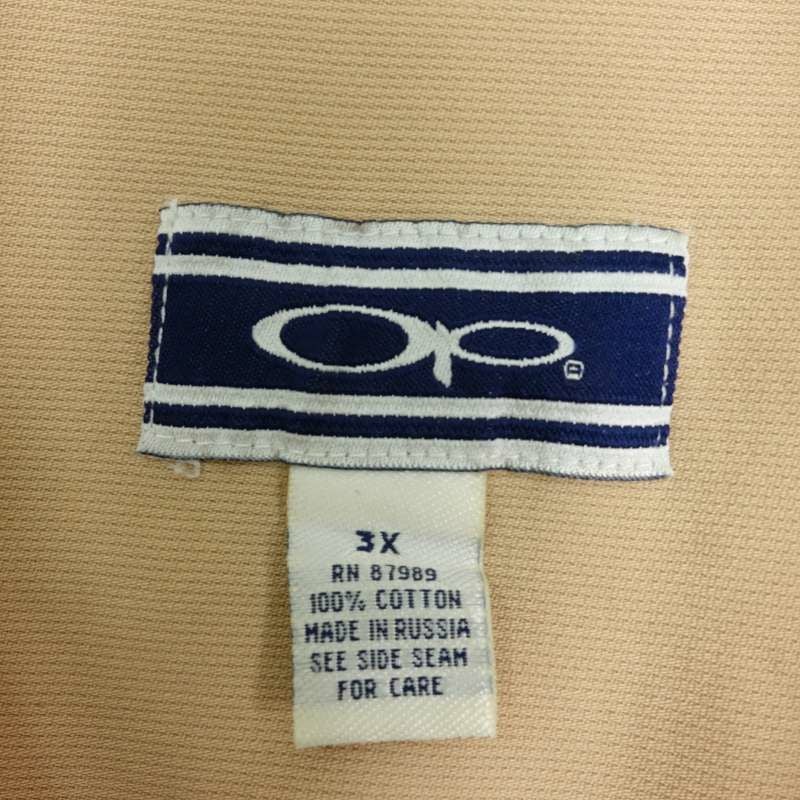 Op
3X
RN 87989
100% COTTON
MADE IN RUSSIA
SEE SIDE SEAM
FOR CARE